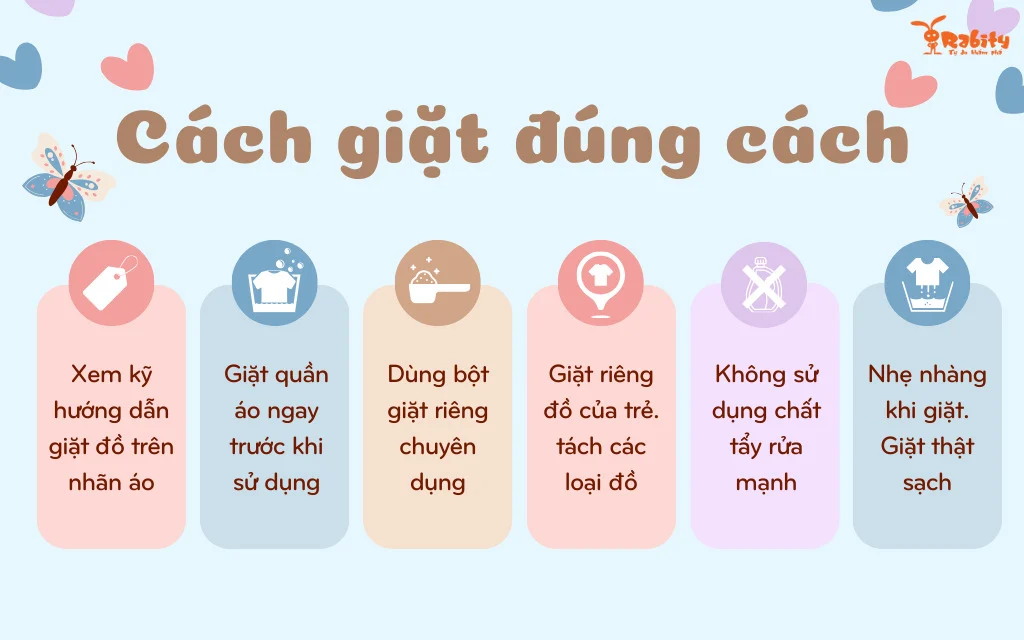 Rabity
Tự do khám phá
Cách giặt đúng cách
Xem kỹ
hướng dẫn
giặt đồ trên
nhãn áo
Giặt quần
áo ngay
trước khi
sử dụng
Dùng bột
giặt riêng
chuyên
dụng
Giặt riêng
đồ của trẻ.
tách các
loại đồ
Không sử
dụng chất
tẩy rửa
mạnh
Nhẹ nhàng
khi giặt.
Giặt thật
sạch